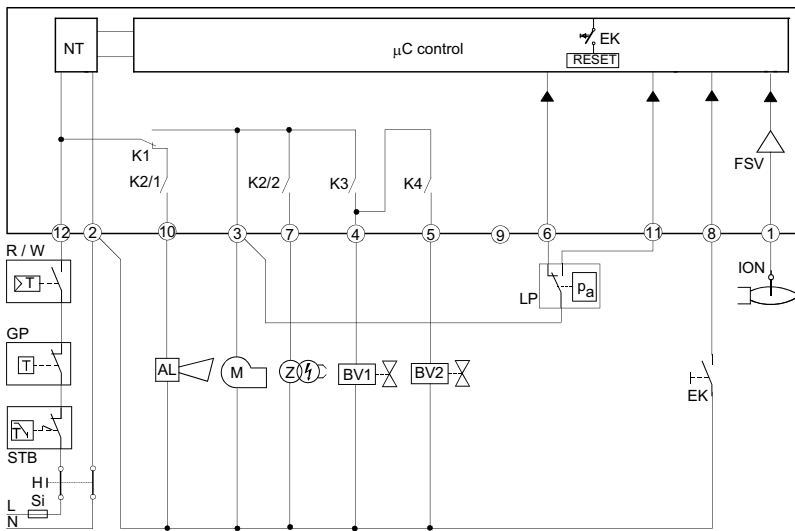 NT
μC control
EK
RESET
K1
K2/1
K2/2
K3
K4
FSV
12
2
10
3
7
4
5
9
6
11
8
1
R / W
T
LP
pa
ION
GP
T
AL
M
Z
BV1
BV2
EK
T
STB
H
Si
L
N